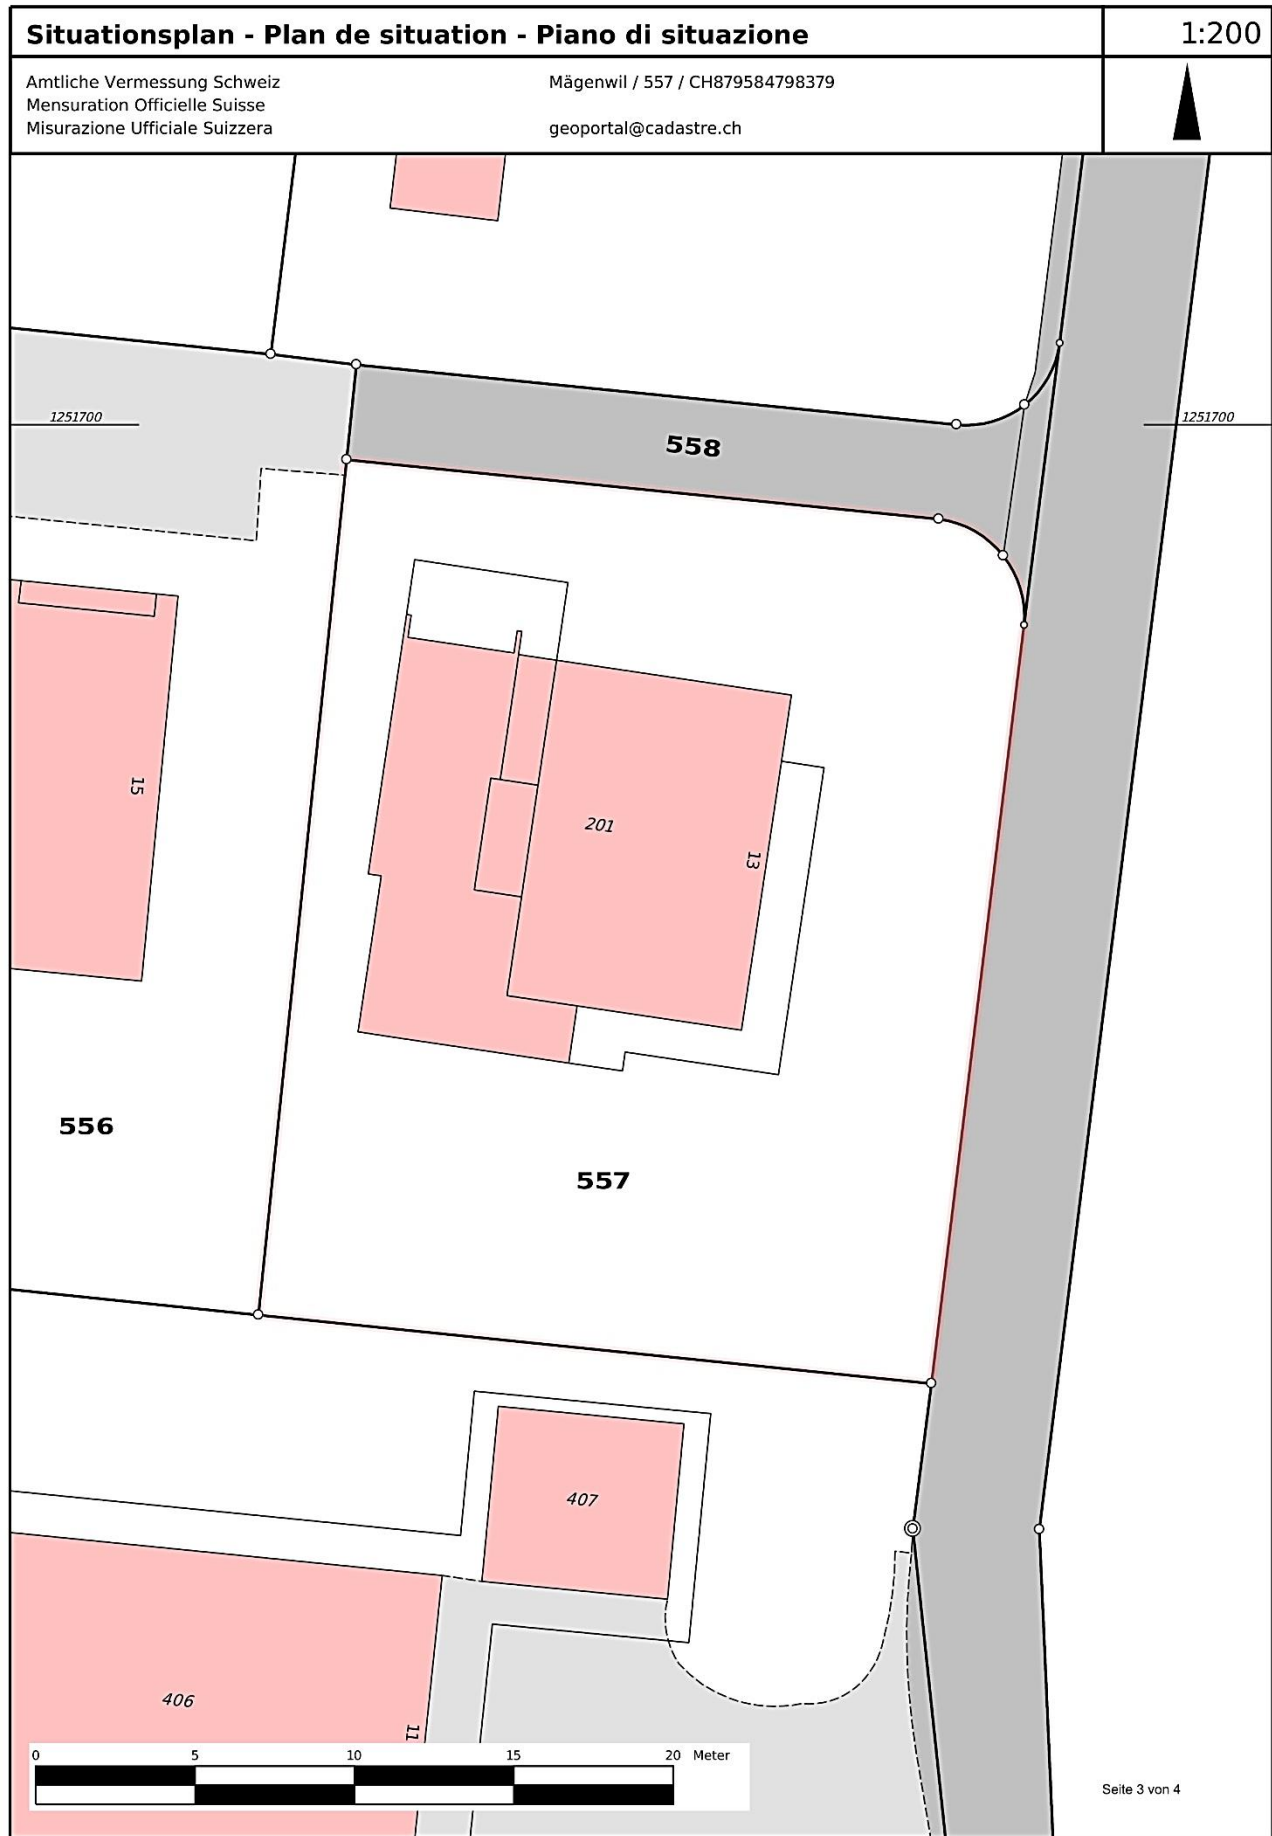 Situationsplan - Plan de situation - Piano di situazione
1:200
Amtliche Vermessung Schweiz
Mensuration Officielle Suisse
Misurazione Ufficiale Suizzera
Mägenwil / 557 / CH879584798379
geoportal@cadastre.ch
1251700
1251700
558
15
201
13
556
557
407
406
11
0 5 10 15 20 Meter
Seite 3 von 4